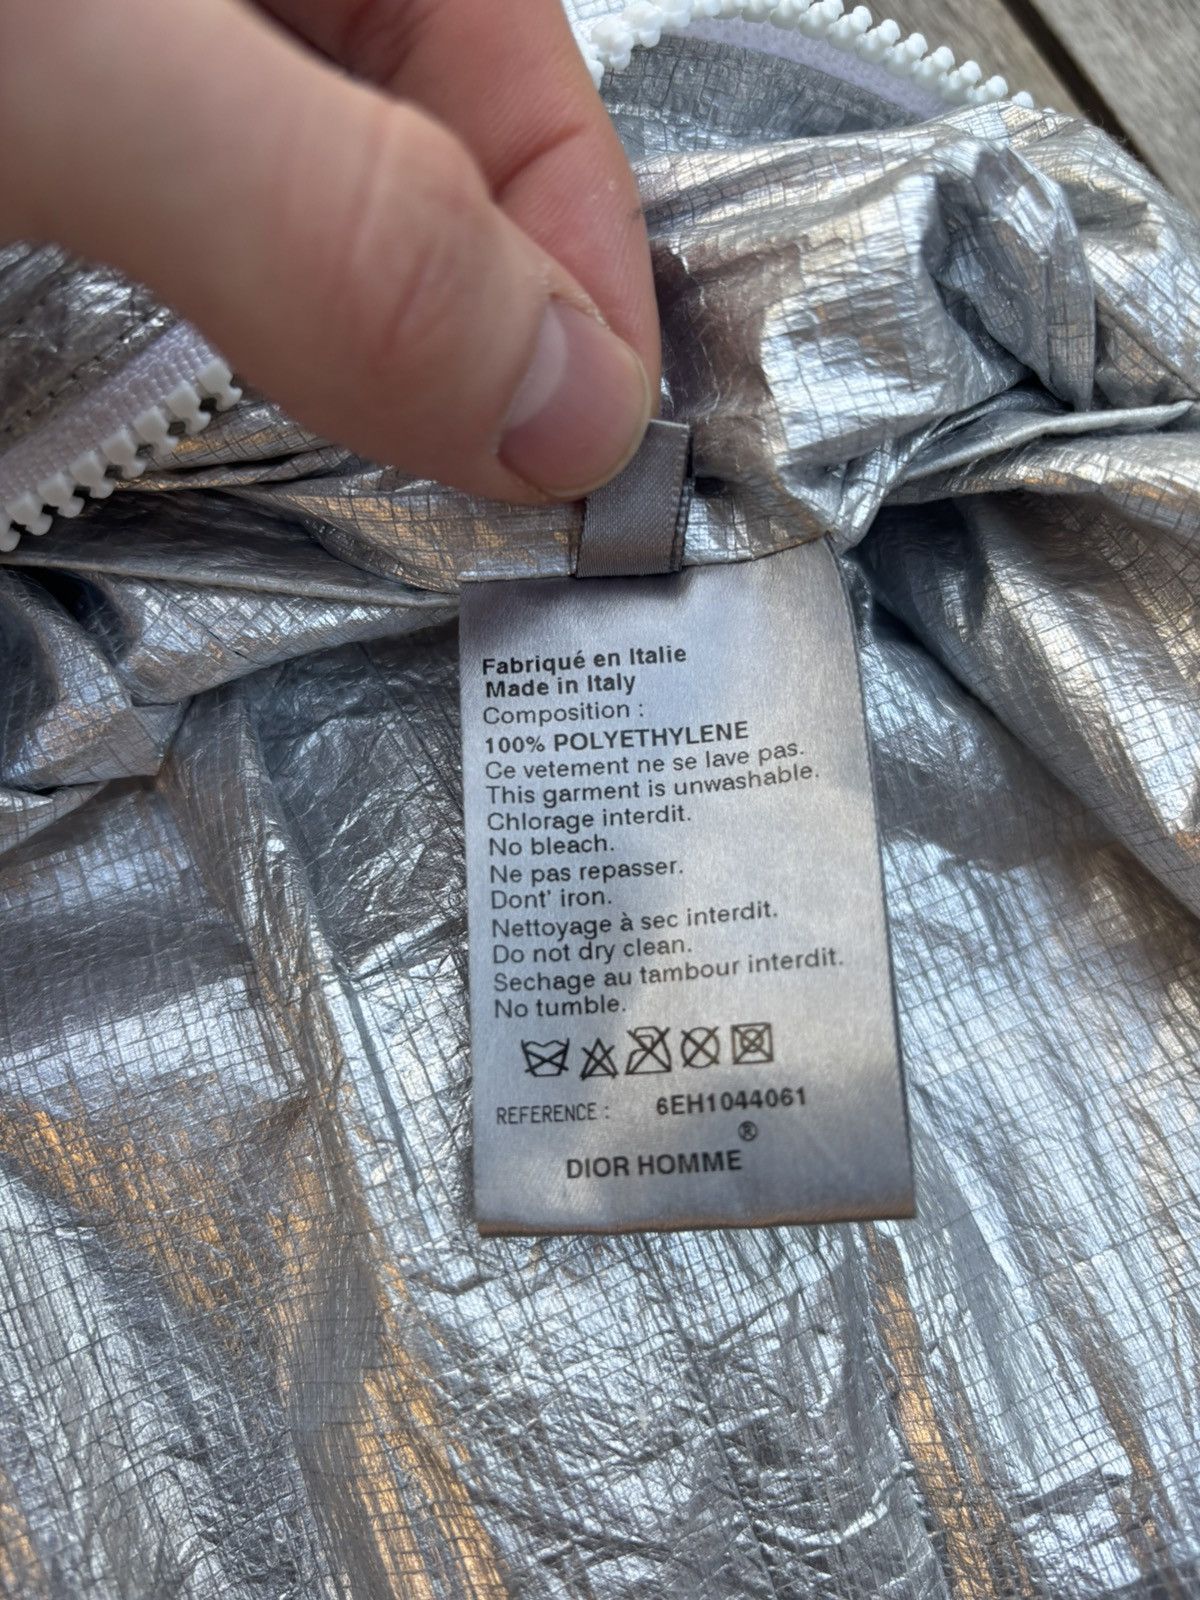 Fabriqué en Italie
Made in Italy
Composition :
100% POLYETHYLENE
Ce vetement ne se lave pas.
This garment is unwashable.
Chlorage interdit.
No bleach.
Ne pas repasser.
Dont' iron.
Nettoyage à sec interdit.
Do not dry clean.
Sechage au tambour interdit.
No tumble.
REFERENCE : 6EH1044061
®
DIOR HOMME